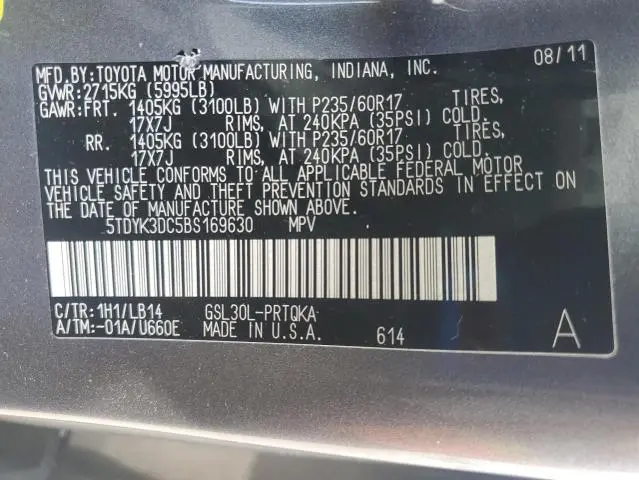 MFD.BY:TOYOTA MOTOR MANUFACTURING, INDIANA, INC. 08/11
GVWR:2715KG (5995LB)
GAWR:FRT. 1405KG (3100LB) WITH P235/60R17 TIRES,
17X7J RIMS, AT 240KPA (35PSI) COLD.
RR. 1405KG (3100LB) WITH P235/60R17 TIRES,
17X7J RIMS, AT 240KPA (35PSI) COLD.
THIS VEHICLE CONFORMS TO ALL APPLICABLE FEDERAL MOTOR
VEHICLE SAFETY AND THEFT PREVENTION STANDARDS IN EFFECT ON
THE DATE OF MANUFACTURE SHOWN ABOVE.
5TDYK3DC5BS169630 MPV
C/TR:1H1/LB14 GSL30L-PRTQKA
A/TM:-01A/U660E MADE IN U.S.A. 614 A